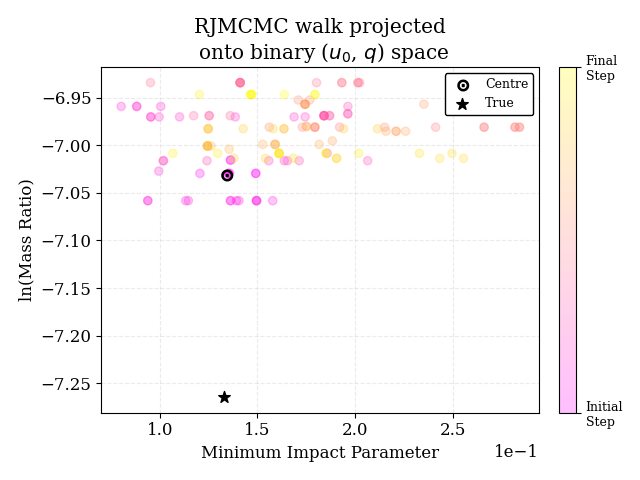 RJMCMC walk projected
onto binary (u₀, q) space
Final
Step
Centre
True
−6.95
−7.00
−7.05
−7.10
−7.15
−7.20
−7.25
ln(Mass Ratio)
1.0
1.5
2.0
2.5
1e−1
Minimum Impact Parameter
Initial
Step